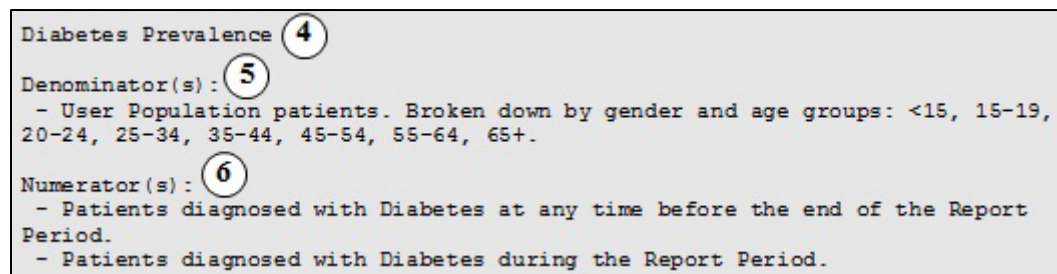 Diabetes Prevalence 4
Denominator(s): 5
- User Population patients. Broken down by gender and age groups: <15, 15-19,
20-24, 25-34, 35-44, 45-54, 55-64, 65+.
Numerator(s): 6
- Patients diagnosed with Diabetes at any time before the end of the Report
Period.
- Patients diagnosed with Diabetes during the Report Period.